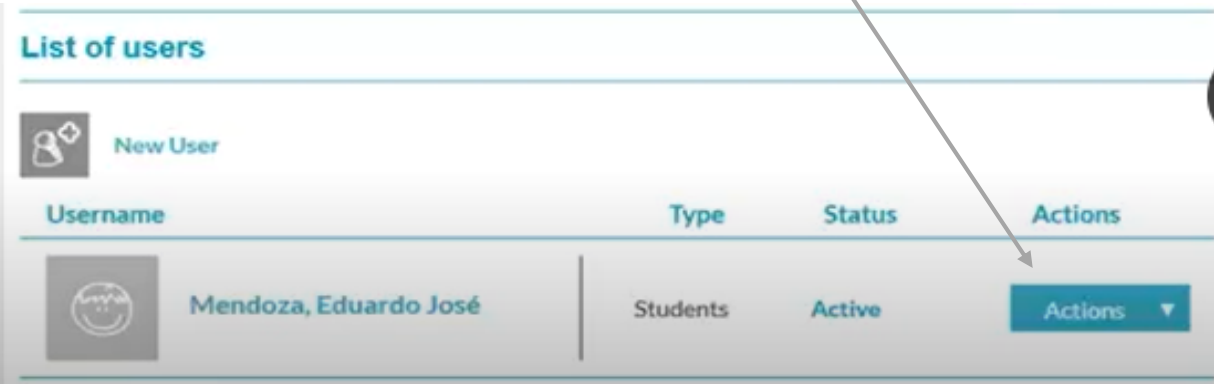 List of users
New User
Username Type Status Actions
Mendoza, Eduardo José Students Active Actions